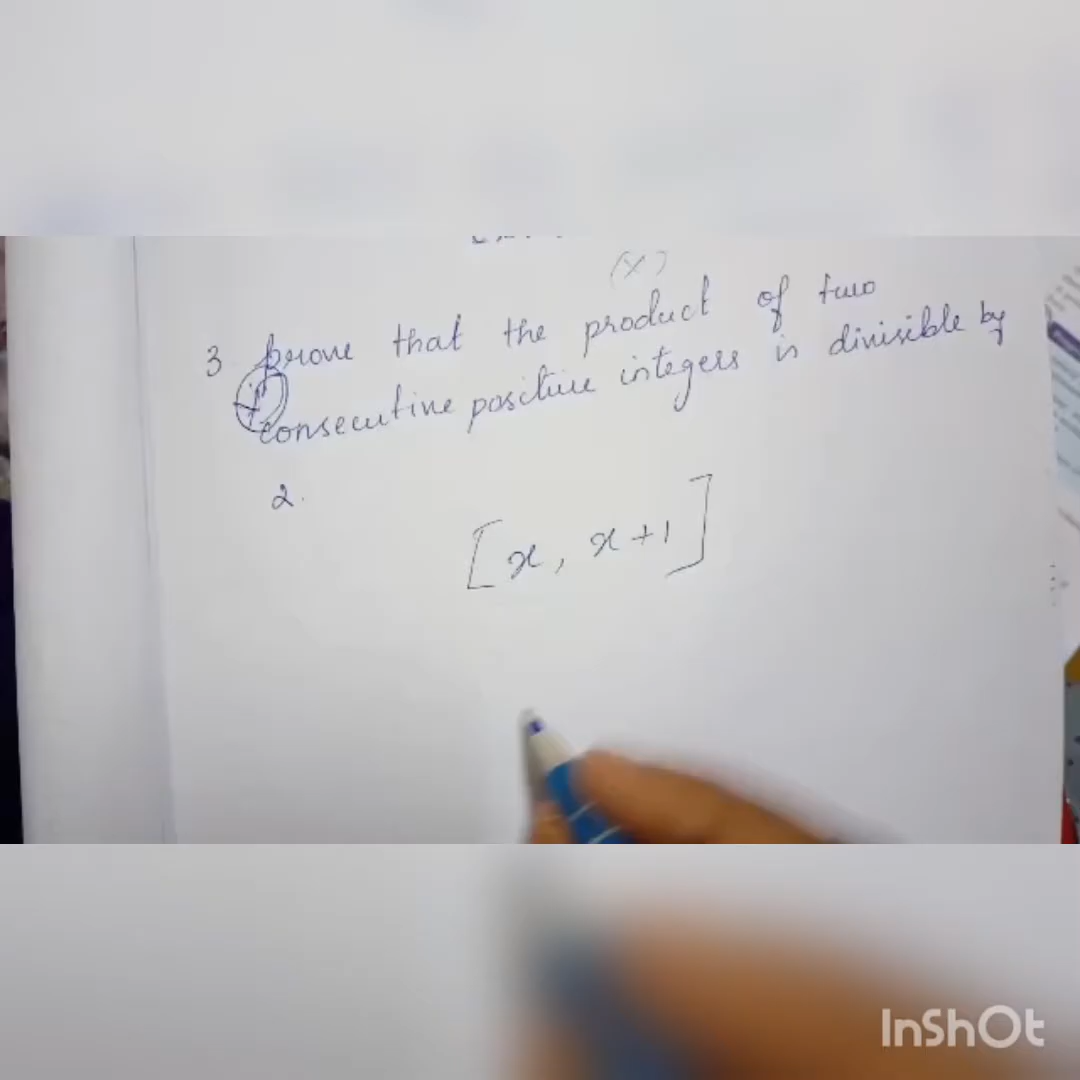 (x)
3 prove that the product of two
consecutive positive integers is divisible by
2.
[x, x+1]
InShOt